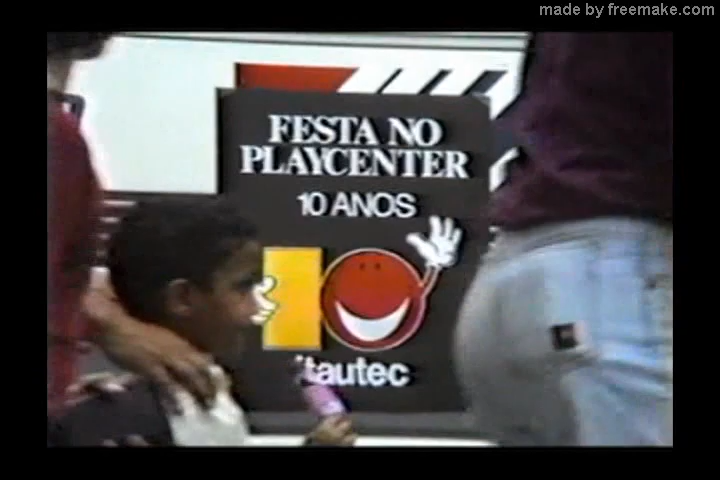 made by freemake.com
FESTA NO
PLAYCENTER
10 ANOS
itautec